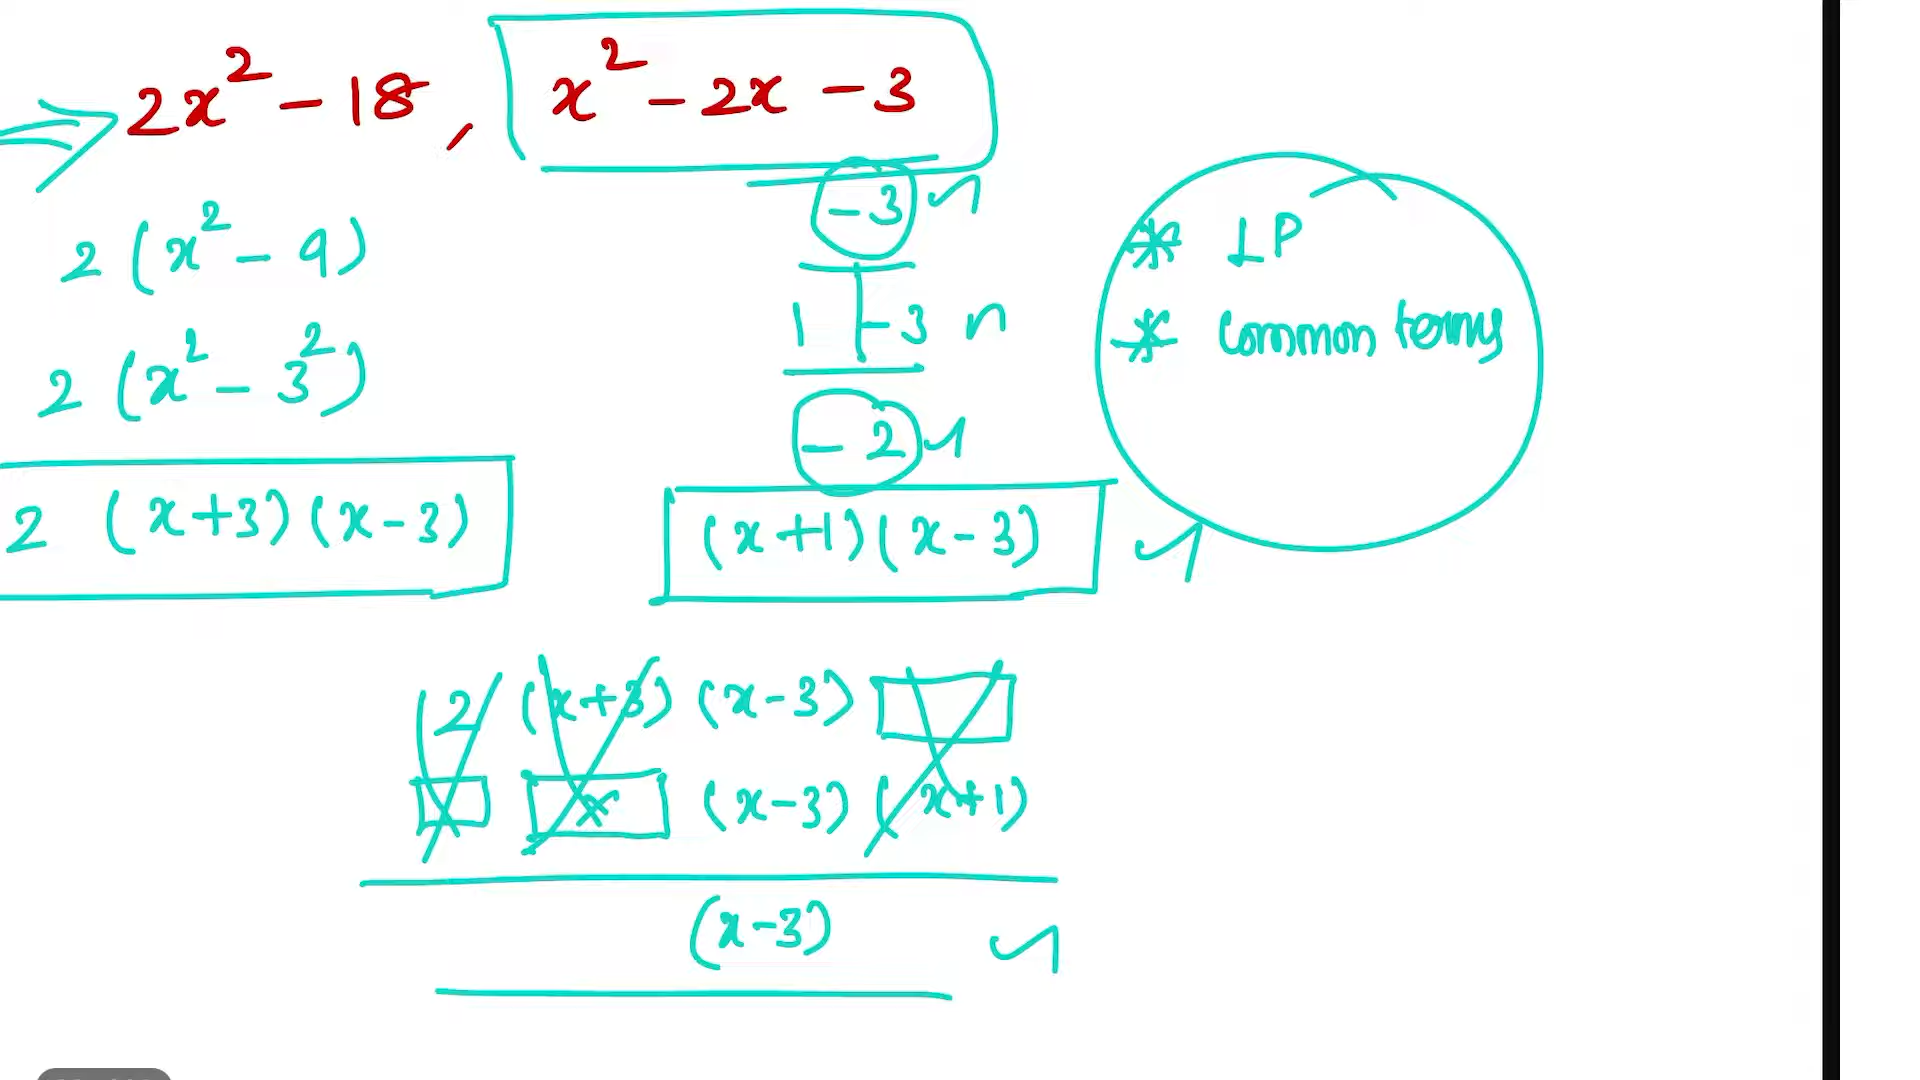 2x² - 18 , x² - 2x - 3
2 (x² - 9)
2 (x² - 3²)
2 (x+3)(x-3)
-3
1 -3
-2
(x+1)(x-3)
* LP
* Common terms
2 (x+3) (x-3)
(x-3) (x+1)
(x-3)